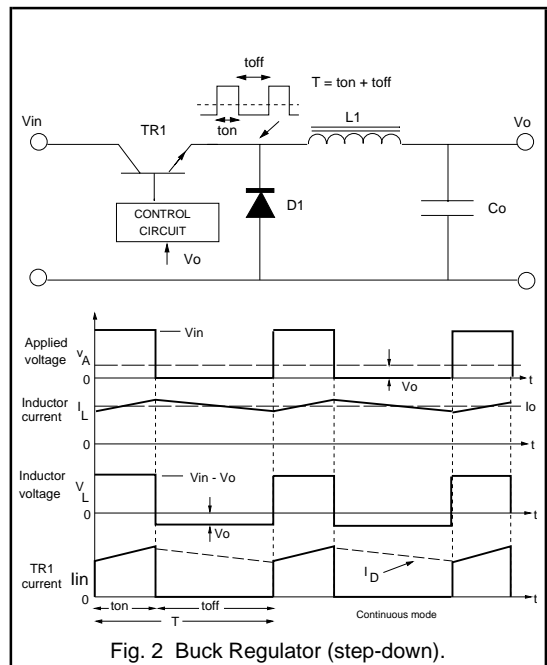 toff
T = ton + toff
Vin
TR1
ton
L1
Vo
D1
Co
CONTROL
CIRCUIT
Vo
Applied
voltage
vA
0
Vin
Vo
t
Inductor
current
IL
0
Io
t
Inductor
voltage
VL
0
Vin - Vo
Vo
t
TR1
current
Iin
0
ID
t
ton
toff
T
Continuous mode
Fig. 2 Buck Regulator (step-down).